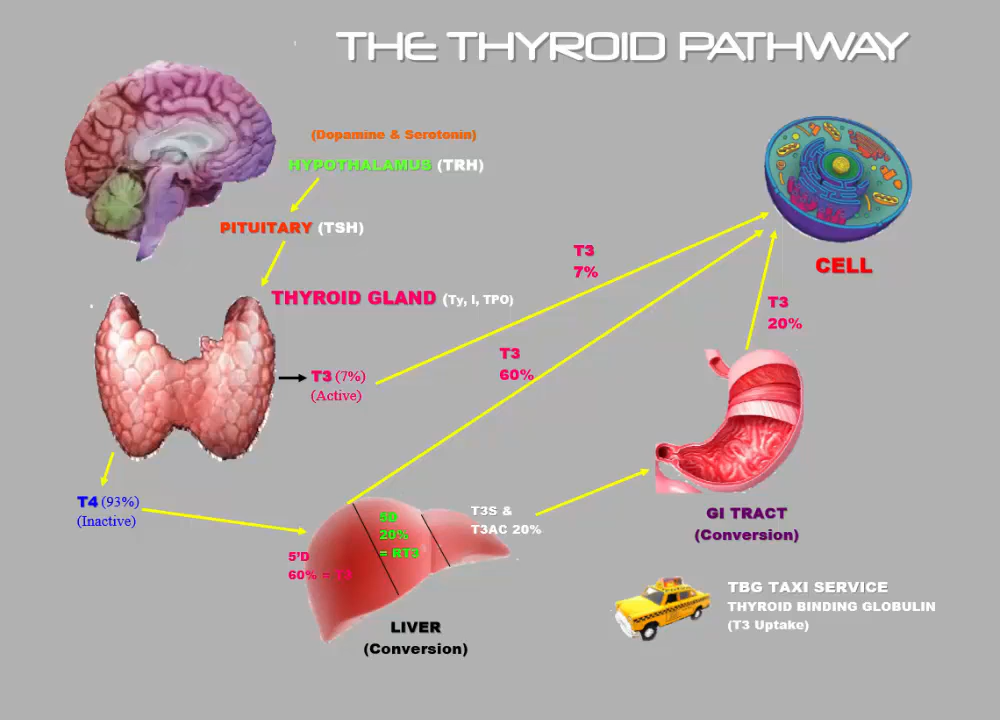 THE THYROID PATHWAY
(Dopamine & Serotonin)
HYPOTHALAMUS (TRH)
PITUITARY (TSH)
THYROID GLAND (Ty, I, TPO)
T3 (7%)
(Active)
T4 (93%)
(Inactive)
T3
7%
T3
60%
T3
20%
CELL
5'D
60% = T3
5D
20%
= RT3
T3S &
T3AC 20%
LIVER
(Conversion)
GI TRACT
(Conversion)
TBG TAXI SERVICE
THYROID BINDING GLOBULIN
(T3 Uptake)